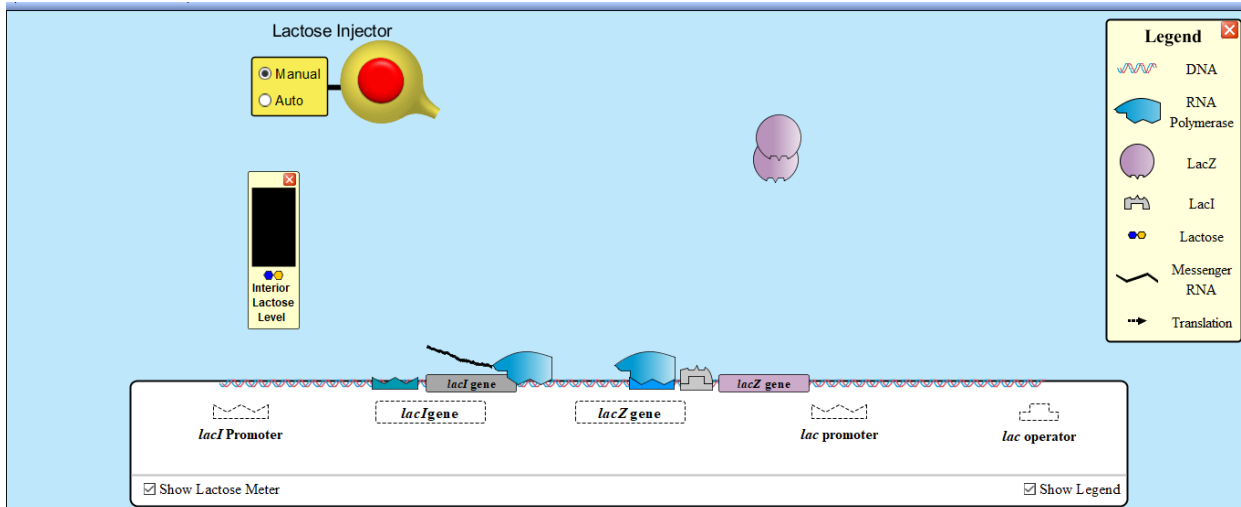 Lactose Injector
Manual
Auto
Interior
Lactose
Level
Legend
DNA
RNA
Polymerase
LacZ
LacI
Lactose
Messenger
RNA
Translation
lacI gene
lacZ gene
lacIgene
lacZ gene
lacI Promoter
lac promoter
lac operator
Show Lactose Meter
Show Legend